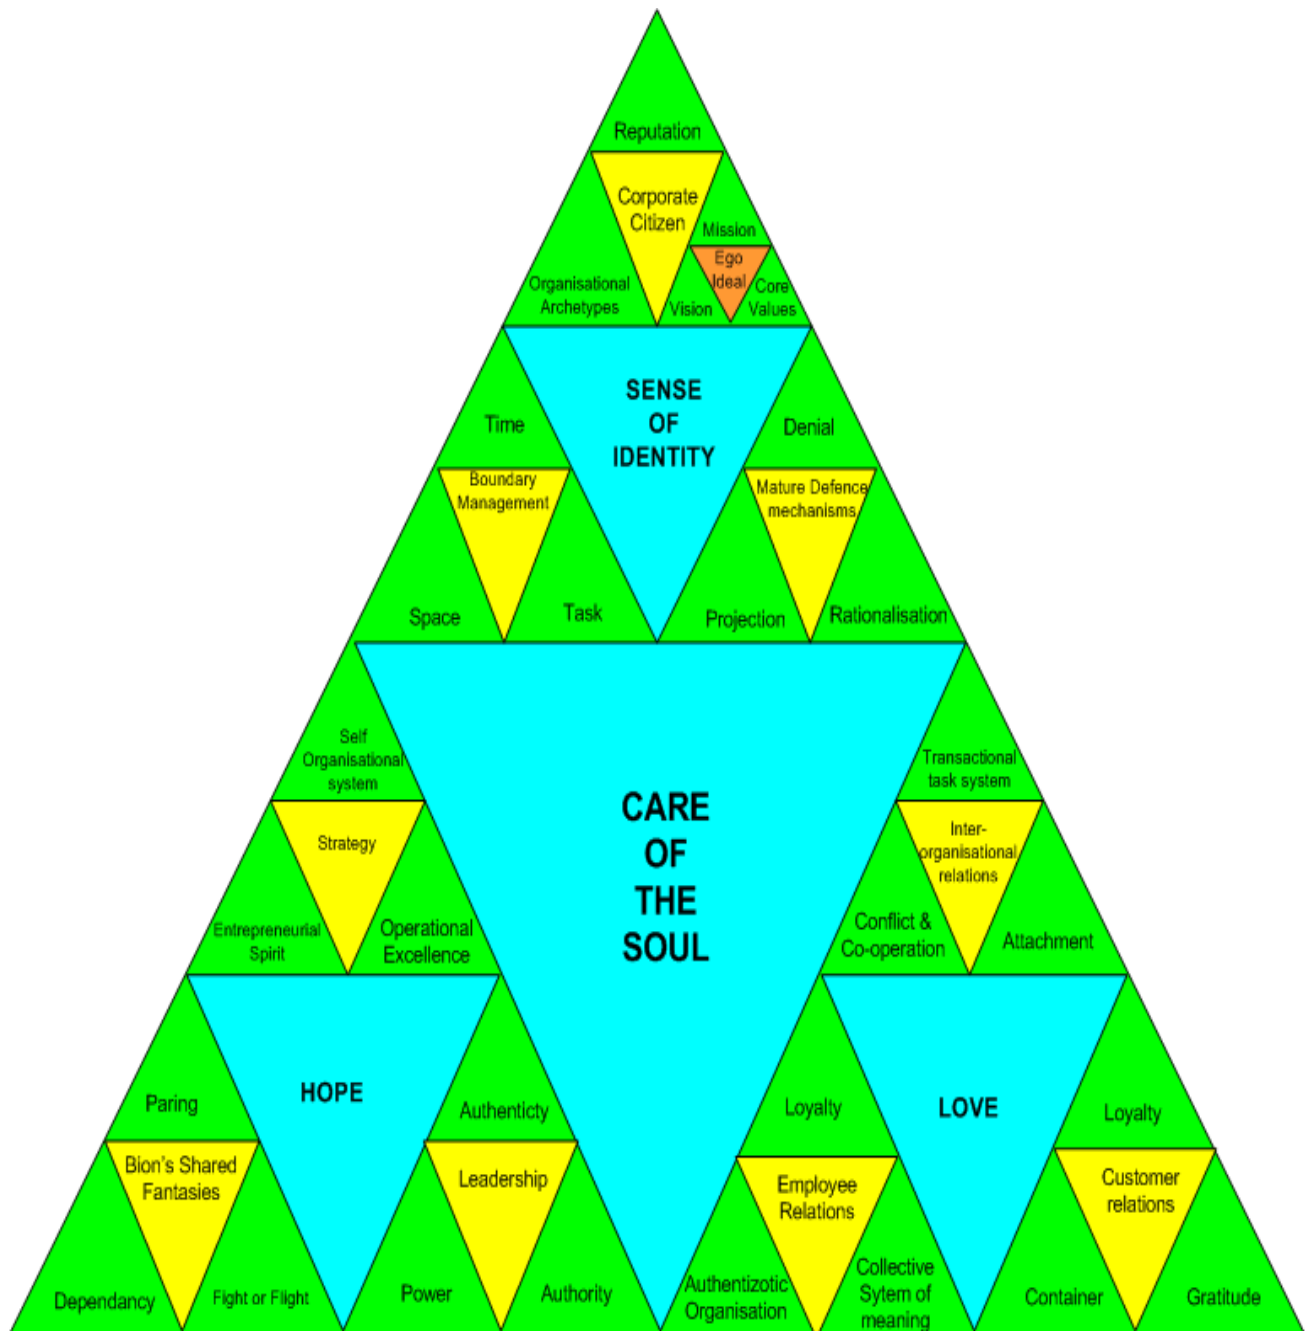 Reputation
Corporate
Citizen
Mission
Ego
Ideal
Organisational
Archetypes
Vision
Core
Values
SENSE
OF
IDENTITY
Time
Denial
Boundary
Management
Mature Defence
mechanisms
Space
Task
Projection
Rationalisation
Self
Organisational
system
Transactional
task system
CARE
OF
THE
SOUL
Strategy
Inter-
organisational
relations
Entrepreneurial
Spirit
Operational
Excellence
Conflict &
Co-operation
Attachment
HOPE
LOVE
Paring
Authenticty
Loyalty
Loyalty
Bion's Shared
Fantasies
Leadership
Employee
Relations
Customer
relations
Dependancy
Fight or Flight
Power
Authority
Authentizotic
Organisation
Collective
Sytem of
meaning
Container
Gratitude